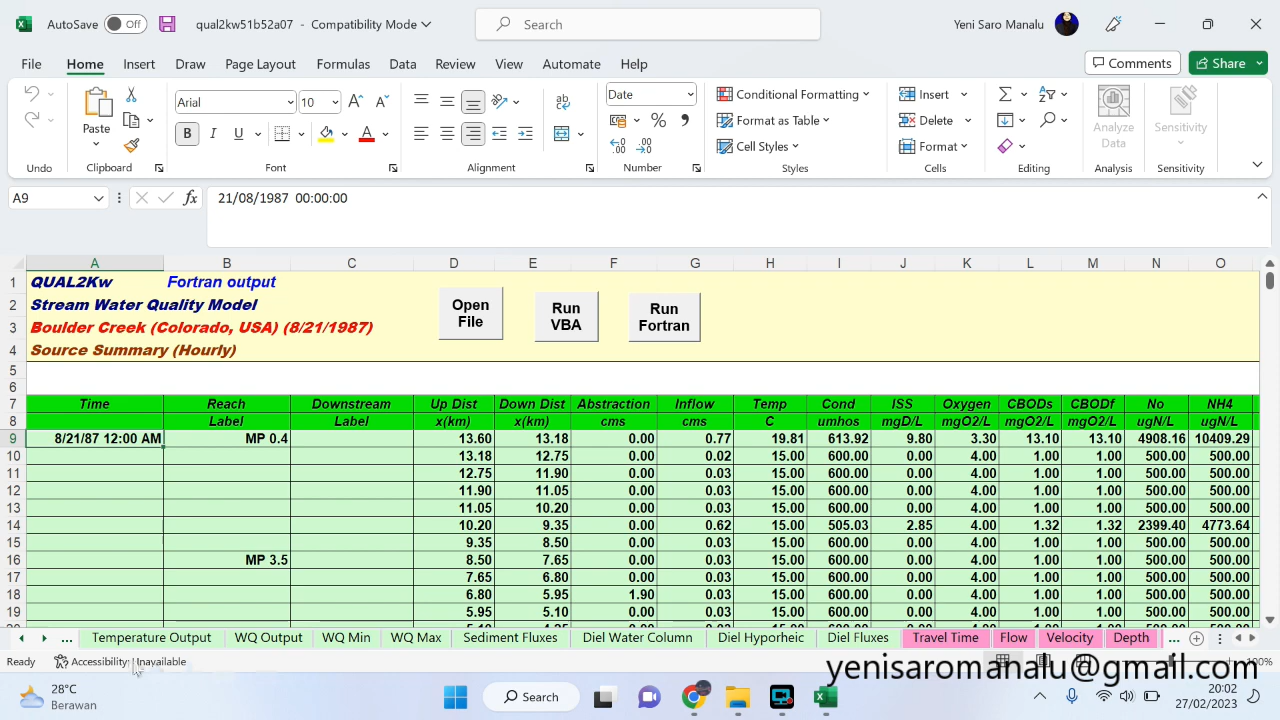 AutoSave Off qual2kw51b52a07 - Compatibility Mode Search Yeni Saro Manalu
File Home Insert Draw Page Layout Formulas Data Review View Automate Help Comments Share
Arial 10 Date Conditional Formatting Insert
Paste Format as Table Delete Analyze Data Sensitivity
Cell Styles Format
Undo Clipboard Font Alignment Number Styles Cells Editing Analysis Sensitivity
A9 fx 21/08/1987 00:00:00
A B C D E F G H I J K L M N O
1 QUAL2Kw Fortran output
2 Stream Water Quality Model Open File Run VBA Run Fortran
3 Boulder Creek (Colorado, USA) (8/21/1987)
4 Source Summary (Hourly)
5
6
7 Time Reach Downstream Up Dist Down Dist Abstraction Inflow Temp Cond ISS Oxygen CBODs CBODf No NH4
8 Label Label x(km) x(km) cms cms C umhos mgD/L mgO2/L mgO2/L mgO2/L ugN/L ugN/L
9 8/21/87 12:00 AM MP 0.4 13.60 13.18 0.00 0.77 19.81 613.92 9.80 3.30 13.10 13.10 4908.16 10409.29
10 13.18 12.75 0.00 0.02 15.00 600.00 0.00 4.00 1.00 1.00 500.00 500.00
11 12.75 11.90 0.00 0.03 15.00 600.00 0.00 4.00 1.00 1.00 500.00 500.00
12 11.90 11.05 0.00 0.03 15.00 600.00 0.00 4.00 1.00 1.00 500.00 500.00
13 11.05 10.20 0.00 0.03 15.00 600.00 0.00 4.00 1.00 1.00 500.00 500.00
14 10.20 9.35 0.00 0.62 15.00 505.03 2.85 4.00 1.32 1.32 2399.40 4773.64
15 9.35 8.50 0.00 0.03 15.00 600.00 0.00 4.00 1.00 1.00 500.00 500.00
16 MP 3.5 8.50 7.65 0.00 0.03 15.00 600.00 0.00 4.00 1.00 1.00 500.00 500.00
17 7.65 6.80 0.00 0.03 15.00 600.00 0.00 4.00 1.00 1.00 500.00 500.00
18 6.80 5.95 1.90 0.03 15.00 600.00 0.00 4.00 1.00 1.00 500.00 500.00
19 5.95 5.10 0.00 0.03 15.00 600.00 0.00 4.00 1.00 1.00 500.00 500.00
... Temperature Output WQ Output WQ Min WQ Max Sediment Fluxes Diel Water Column Diel Hyporheic Diel Fluxes Travel Time Flow Velocity Depth ...
Ready Accessibility: Unavailable 100%
yenisaromanalu@gmail.com
28°C Search 20:02
Berawan 27/02/2023